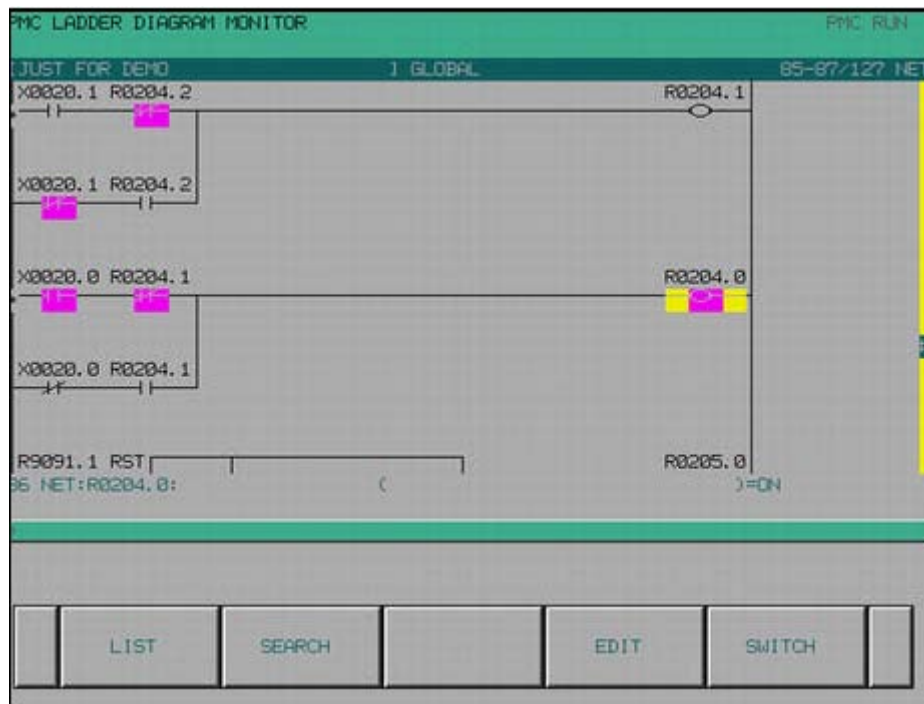 PMC LADDER DIAGRAM MONITOR PMC RUN
JUST FOR DEMO ] GLOBAL 85-87/127 NET
X0020.1 R0204.2 R0204.1
X0020.1 R0204.2
X0020.0 R0204.1 R0204.0
X0020.0 R0204.1
R9091.1 RST R0205.0
86 NET:R0204.0: ( )=ON
LIST SEARCH EDIT SWITCH